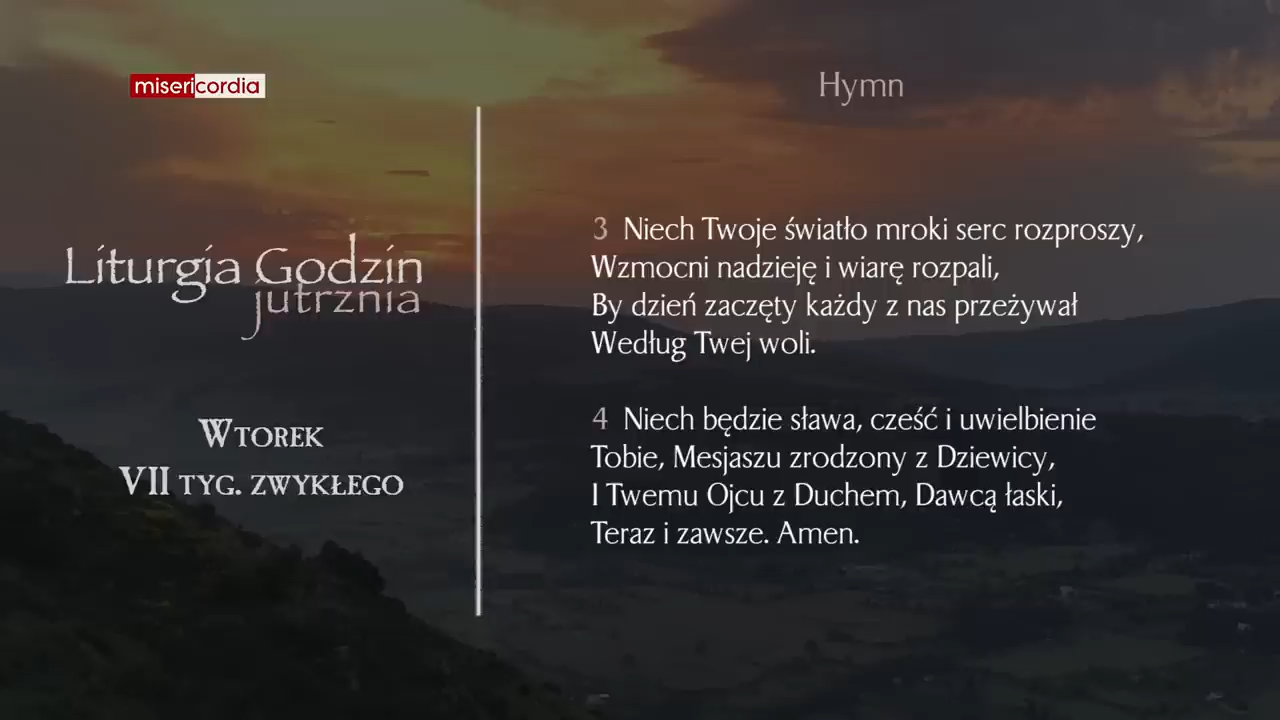 misericordia
Liturgia Godzin
jutrznia
Wtorek
VII tyg. zwykłego
Hymn
3 Niech Twoje światło mroki serc rozproszy,
Wzmocni nadzieję i wiarę rozpali,
By dzień zaczęty każdy z nas przeżywał
Według Twej woli.
4 Niech będzie sława, cześć i uwielbienie
Tobie, Mesjaszu zrodzony z Dziewicy,
I Twemu Ojcu z Duchem, Dawcą łaski,
Teraz i zawsze. Amen.